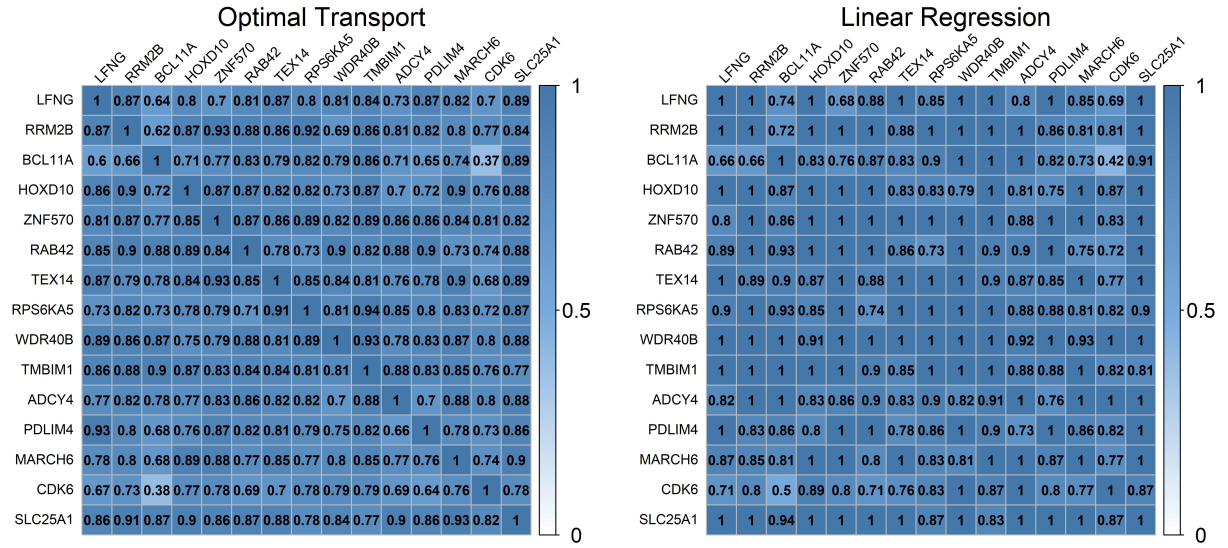 Optimal Transport
LFNG RRM2B BCL11A HOXD10 ZNF570 RAB42 TEX14 RPS6KA5 WDR40B TMBIM1 ADCY4 PDLIM4 MARCH6 CDK6 SLC25A1
LFNG 1 0.87 0.64 0.8 0.7 0.81 0.87 0.8 0.81 0.84 0.73 0.87 0.82 0.7 0.89
RRM2B 0.87 1 0.62 0.87 0.93 0.88 0.86 0.92 0.69 0.86 0.81 0.82 0.8 0.77 0.84
BCL11A 0.6 0.66 1 0.71 0.77 0.83 0.79 0.82 0.79 0.86 0.71 0.65 0.74 0.37 0.89
HOXD10 0.86 0.9 0.72 1 0.87 0.87 0.82 0.82 0.73 0.87 0.7 0.72 0.9 0.76 0.88
ZNF570 0.81 0.87 0.77 0.85 1 0.87 0.86 0.89 0.82 0.89 0.86 0.86 0.84 0.81 0.82
RAB42 0.85 0.9 0.88 0.89 0.84 1 0.78 0.73 0.9 0.82 0.88 0.9 0.73 0.74 0.88
TEX14 0.87 0.79 0.78 0.84 0.93 0.85 1 0.85 0.84 0.81 0.76 0.78 0.9 0.68 0.89
RPS6KA5 0.73 0.82 0.73 0.78 0.79 0.71 0.91 1 0.81 0.94 0.85 0.8 0.83 0.72 0.87
WDR40B 0.89 0.86 0.87 0.75 0.79 0.88 0.81 0.89 1 0.93 0.78 0.83 0.87 0.8 0.88
TMBIM1 0.86 0.88 0.9 0.87 0.83 0.84 0.84 0.81 0.81 1 0.88 0.83 0.85 0.76 0.77
ADCY4 0.77 0.82 0.78 0.77 0.83 0.86 0.82 0.82 0.7 0.88 1 0.7 0.88 0.8 0.88
PDLIM4 0.93 0.8 0.68 0.76 0.87 0.82 0.81 0.79 0.75 0.82 0.66 1 0.78 0.73 0.86
MARCH6 0.78 0.8 0.68 0.89 0.88 0.77 0.85 0.77 0.8 0.85 0.77 0.76 1 0.74 0.9
CDK6 0.67 0.73 0.38 0.77 0.78 0.69 0.7 0.78 0.79 0.79 0.69 0.64 0.76 1 0.78
SLC25A1 0.86 0.91 0.87 0.9 0.86 0.87 0.88 0.78 0.84 0.77 0.9 0.86 0.93 0.82 1
1
0.5
0
Linear Regression
LFNG RRM2B BCL11A HOXD10 ZNF570 RAB42 TEX14 RPS6KA5 WDR40B TMBIM1 ADCY4 PDLIM4 MARCH6 CDK6 SLC25A1
LFNG 1 1 0.74 1 0.68 0.88 1 0.85 1 1 0.8 1 0.85 0.69 1
RRM2B 1 1 0.72 1 1 1 0.88 1 1 1 1 0.86 0.81 0.81 1
BCL11A 0.66 0.66 1 0.83 0.76 0.87 0.83 0.9 1 1 1 0.82 0.73 0.42 0.91
HOXD10 1 1 0.87 1 1 1 0.83 0.83 0.79 1 0.81 0.75 1 0.87 1
ZNF570 0.8 1 0.86 1 1 1 1 1 1 1 0.88 1 1 0.83 1
RAB42 0.89 1 0.93 1 1 1 0.86 0.73 1 0.9 0.9 1 0.75 0.72 1
TEX14 1 0.89 0.9 0.87 1 0.88 1 1 1 0.9 0.87 0.85 1 0.77 1
RPS6KA5 0.9 1 0.93 0.85 1 0.74 1 1 1 1 0.88 0.88 0.81 0.82 0.9
WDR40B 1 1 1 0.91 1 1 1 1 1 1 0.92 1 0.93 1 1
TMBIM1 1 1 1 1 1 0.9 0.85 1 1 1 0.88 0.88 1 0.82 0.81
ADCY4 0.82 1 1 0.83 0.86 0.9 0.83 0.9 0.82 0.91 1 0.76 1 1 1
PDLIM4 1 0.83 0.86 0.8 1 1 0.78 0.86 1 0.9 0.73 1 0.86 0.82 1
MARCH6 0.87 0.85 0.81 1 1 0.8 1 0.83 0.81 1 1 0.87 1 0.77 1
CDK6 0.71 0.8 0.5 0.89 0.8 0.71 0.76 0.83 1 0.87 1 0.8 0.77 1 0.87
SLC25A1 1 1 0.94 1 1 1 1 0.87 1 0.83 1 1 1 0.87 1
1
0.5
0